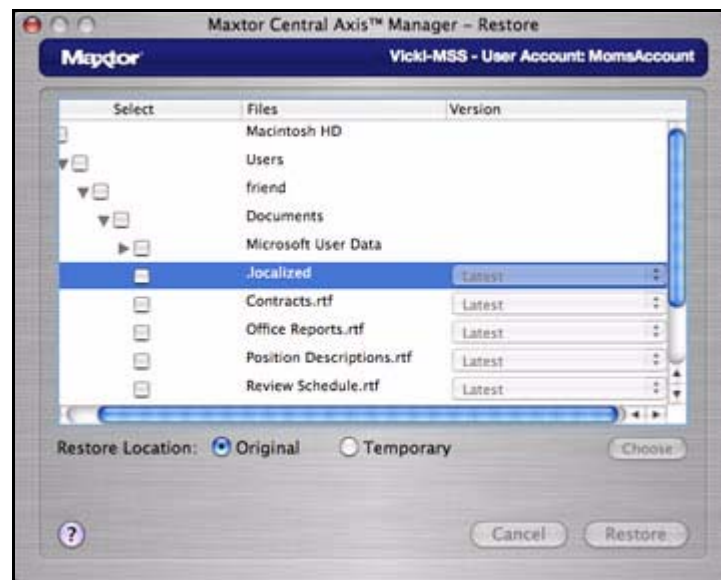 Maxtor Central Axis™ Manager – Restore
Maxtor
Vicki-MSS - User Account: MomsAccount
Select Files Version
Macintosh HD
Users
friend
Documents
Microsoft User Data
.localized Latest
Contracts.rtf Latest
Office Reports.rtf Latest
Position Descriptions.rtf Latest
Review Schedule.rtf Latest
Restore Location: Original Temporary Choose
? Cancel Restore